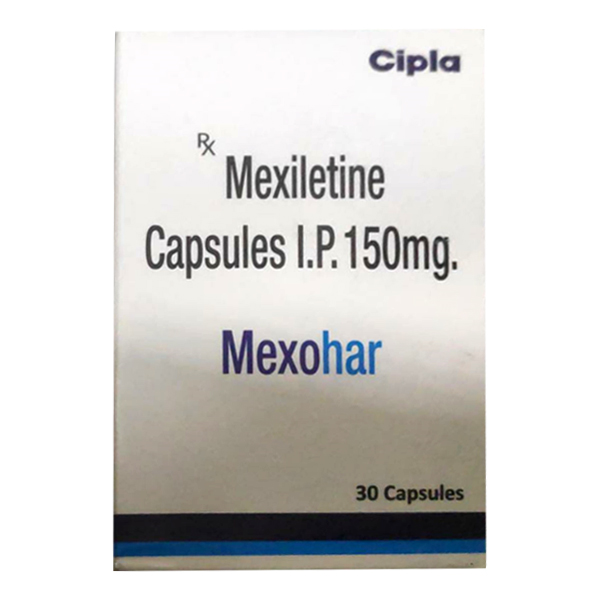 Cipla
Rx
Mexiletine
Capsules I.P.150mg.
Mexohar
30 Capsules